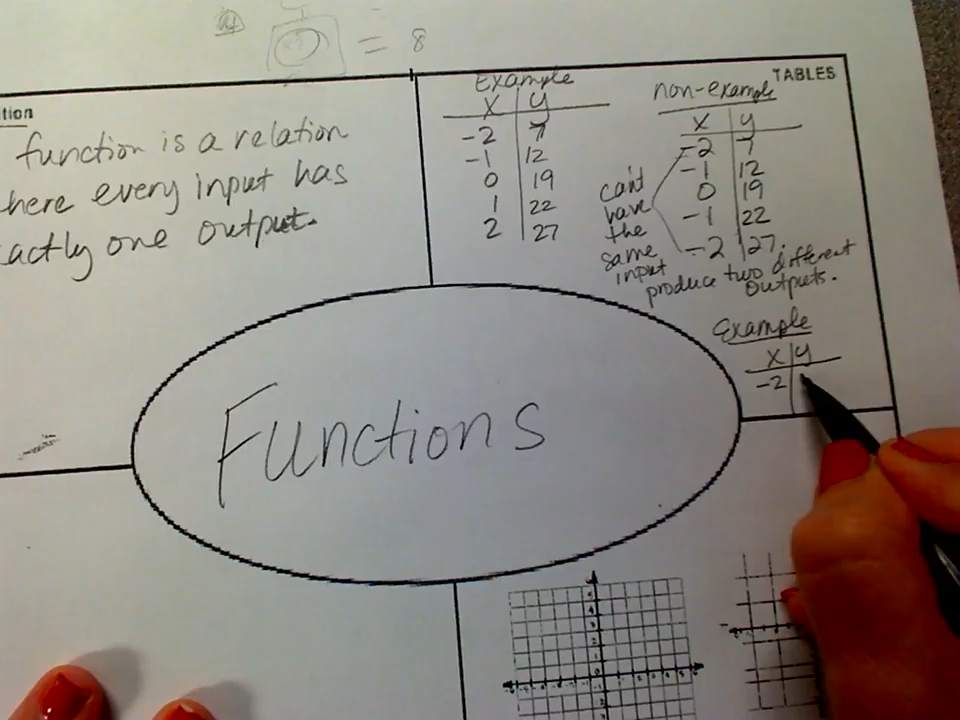 = 8
tion
function is a relation
here every input has
actly one output.
Example
x y
-2 7
-1 12
0 19
1 22
2 27
TABLES
non-example
x y
-2 7
-1 12
0 19
-1 22
-2 27.
can't
have
the
same
input
produce two different
outputs.
Example
x y
-2
Functions